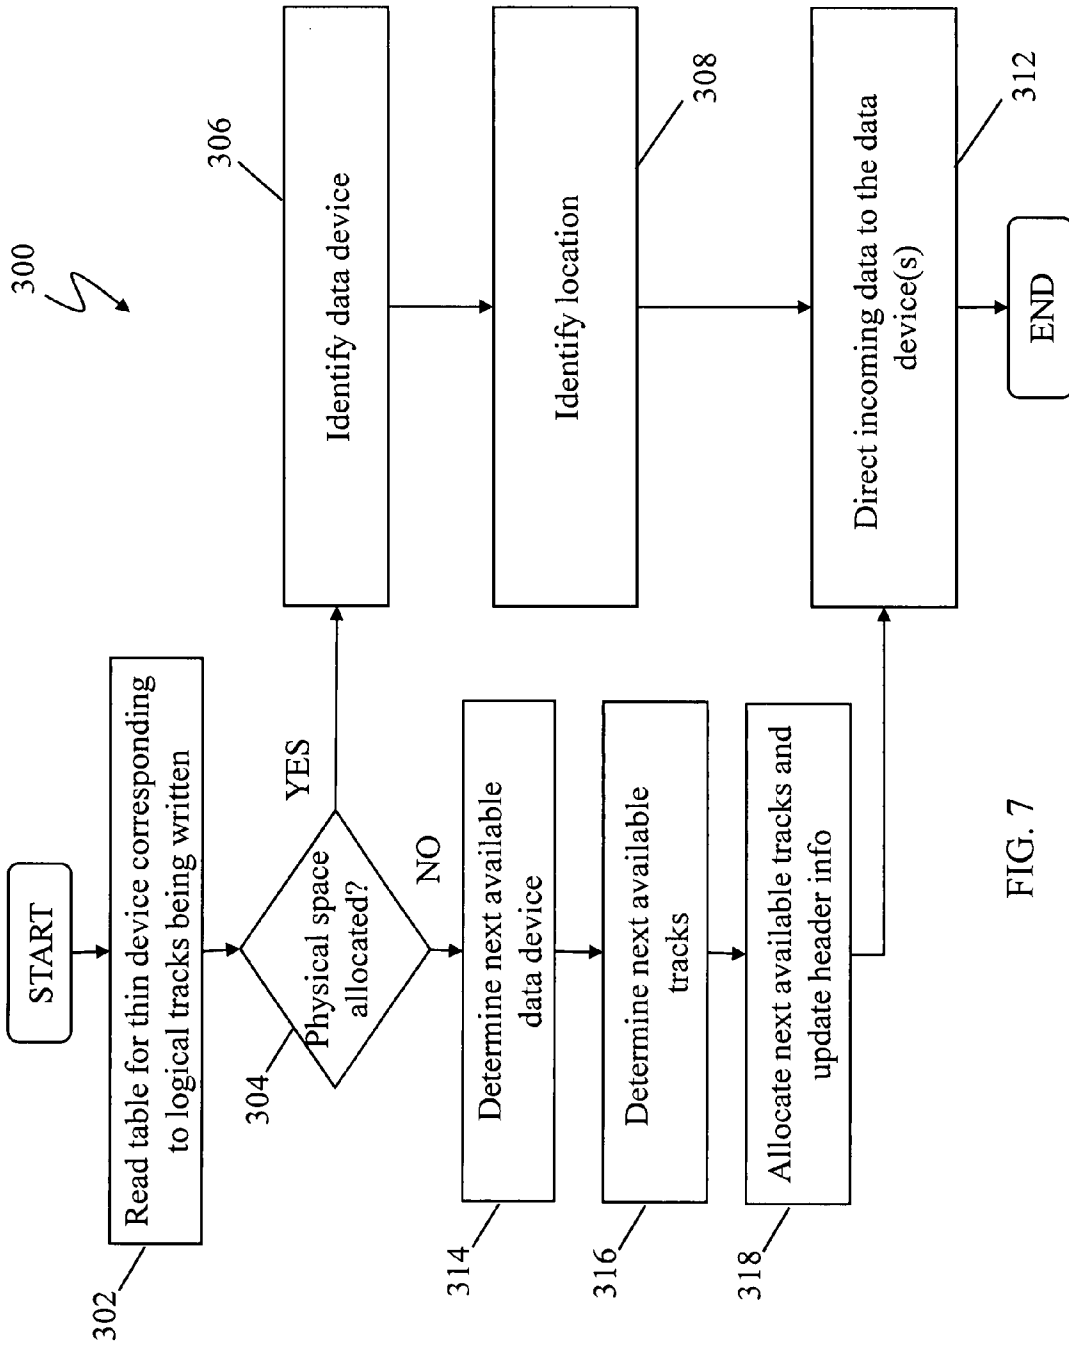 300
START
Read table for thin device corresponding
to logical tracks being written
302
Physical space
allocated?
304
YES
NO
Identify data device
306
Identify location
308
Determine next available
data device
314
Determine next available
tracks
316
Allocate next available tracks and
update header info
318
Direct incoming data to the data
device(s)
312
END
FIG. 7